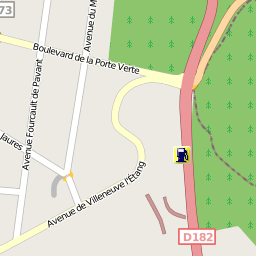 73
Avenue du M
Boulevard de la Porte Verte
Avenue Fourcault de Pavant
Jaures
Avenue de Villeneuve l'Étang
D182